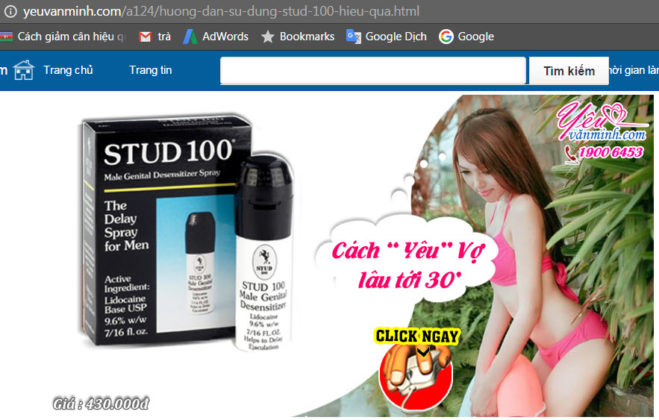 yeuvanminh.com/a124/huong-dan-su-dung-stud-100-hieu-qua.html
Cách giảm cân hiệu q
trà
AdWords
Bookmarks
Google Dịch
Google
m
Trang chủ
Trang tin
Tìm kiếm
hời gian làn
STUD 100
Male Genital Desensitizer Spray
The
Delay
Spray
for Men
Active
Ingredient:
Lidocaine
Base USP
9.6% w/w
7/16 fl. oz.
STUD
100
STUD 100
Male Genital
Desensitizer
Lidocaine
9.6% w/w
7/16 fl. oz.
Helps to Delay
Ejaculation
Giá : 430.000đ
Cách “ Yêu” Vợ
lâu tới 30'
CLICK NGAY
Yêu
vănminh.com
1900 6453